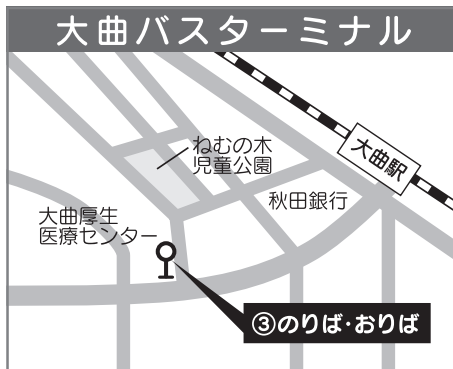 大曲バスターミナル
ねむの木
児童公園
大曲駅
秋田銀行
大曲厚生
医療センター
③のりば・おりば